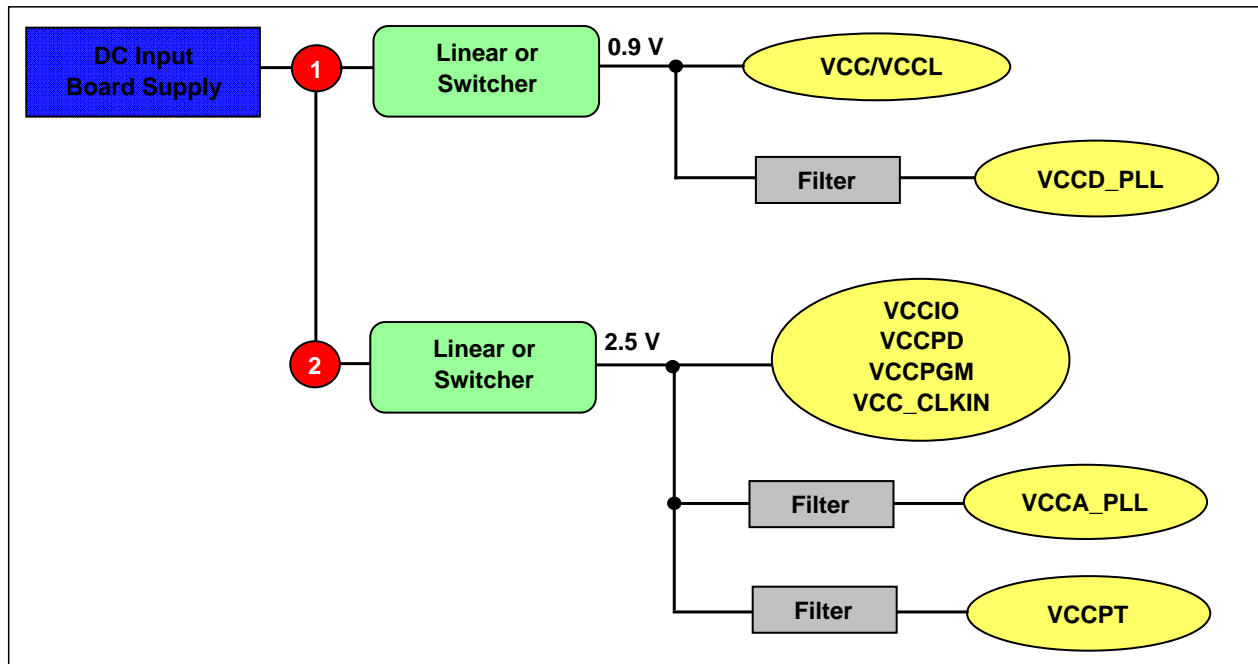 DC Input
Board Supply
1
Linear or
Switcher
0.9 V
VCC/VCCL
Filter
VCCD_PLL
2
Linear or
Switcher
2.5 V
VCCIO
VCCPD
VCCPGM
VCC_CLKIN
Filter
VCCA_PLL
Filter
VCCPT